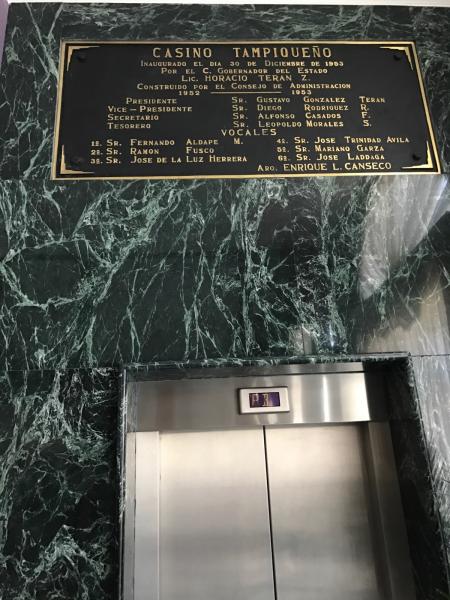 CASINO TAMPIQUEÑO
INAUGURADO EL DIA 30 DE DICIEMBRE DE 1953
POR EL C. GOBERNADOR DEL ESTADO
LIC. HORACIO TERAN Z.
CONSTRUIDO POR EL CONSEJO DE ADMINISTRACION
1952 — 1953
PRESIDENTE SR. GUSTAVO GONZALEZ TERAN
VICE-PRESIDENTE SR. DIEGO RODRIGUEZ R.
SECRETARIO SR. ALFONSO CASADOS F.
TESORERO SR. LEOPOLDO MORALES S.
VOCALES
1º SR. FERNANDO ALDAPE M. 4º SR. JOSE TRINIDAD AVILA
2º SR. RAMON FUSCO 5º SR. MARIANO GARZA
3º SR. JOSE DE LA LUZ HERRERA 6º SR. JOSE LADDAGA
ARQ. ENRIQUE L. CANSECO